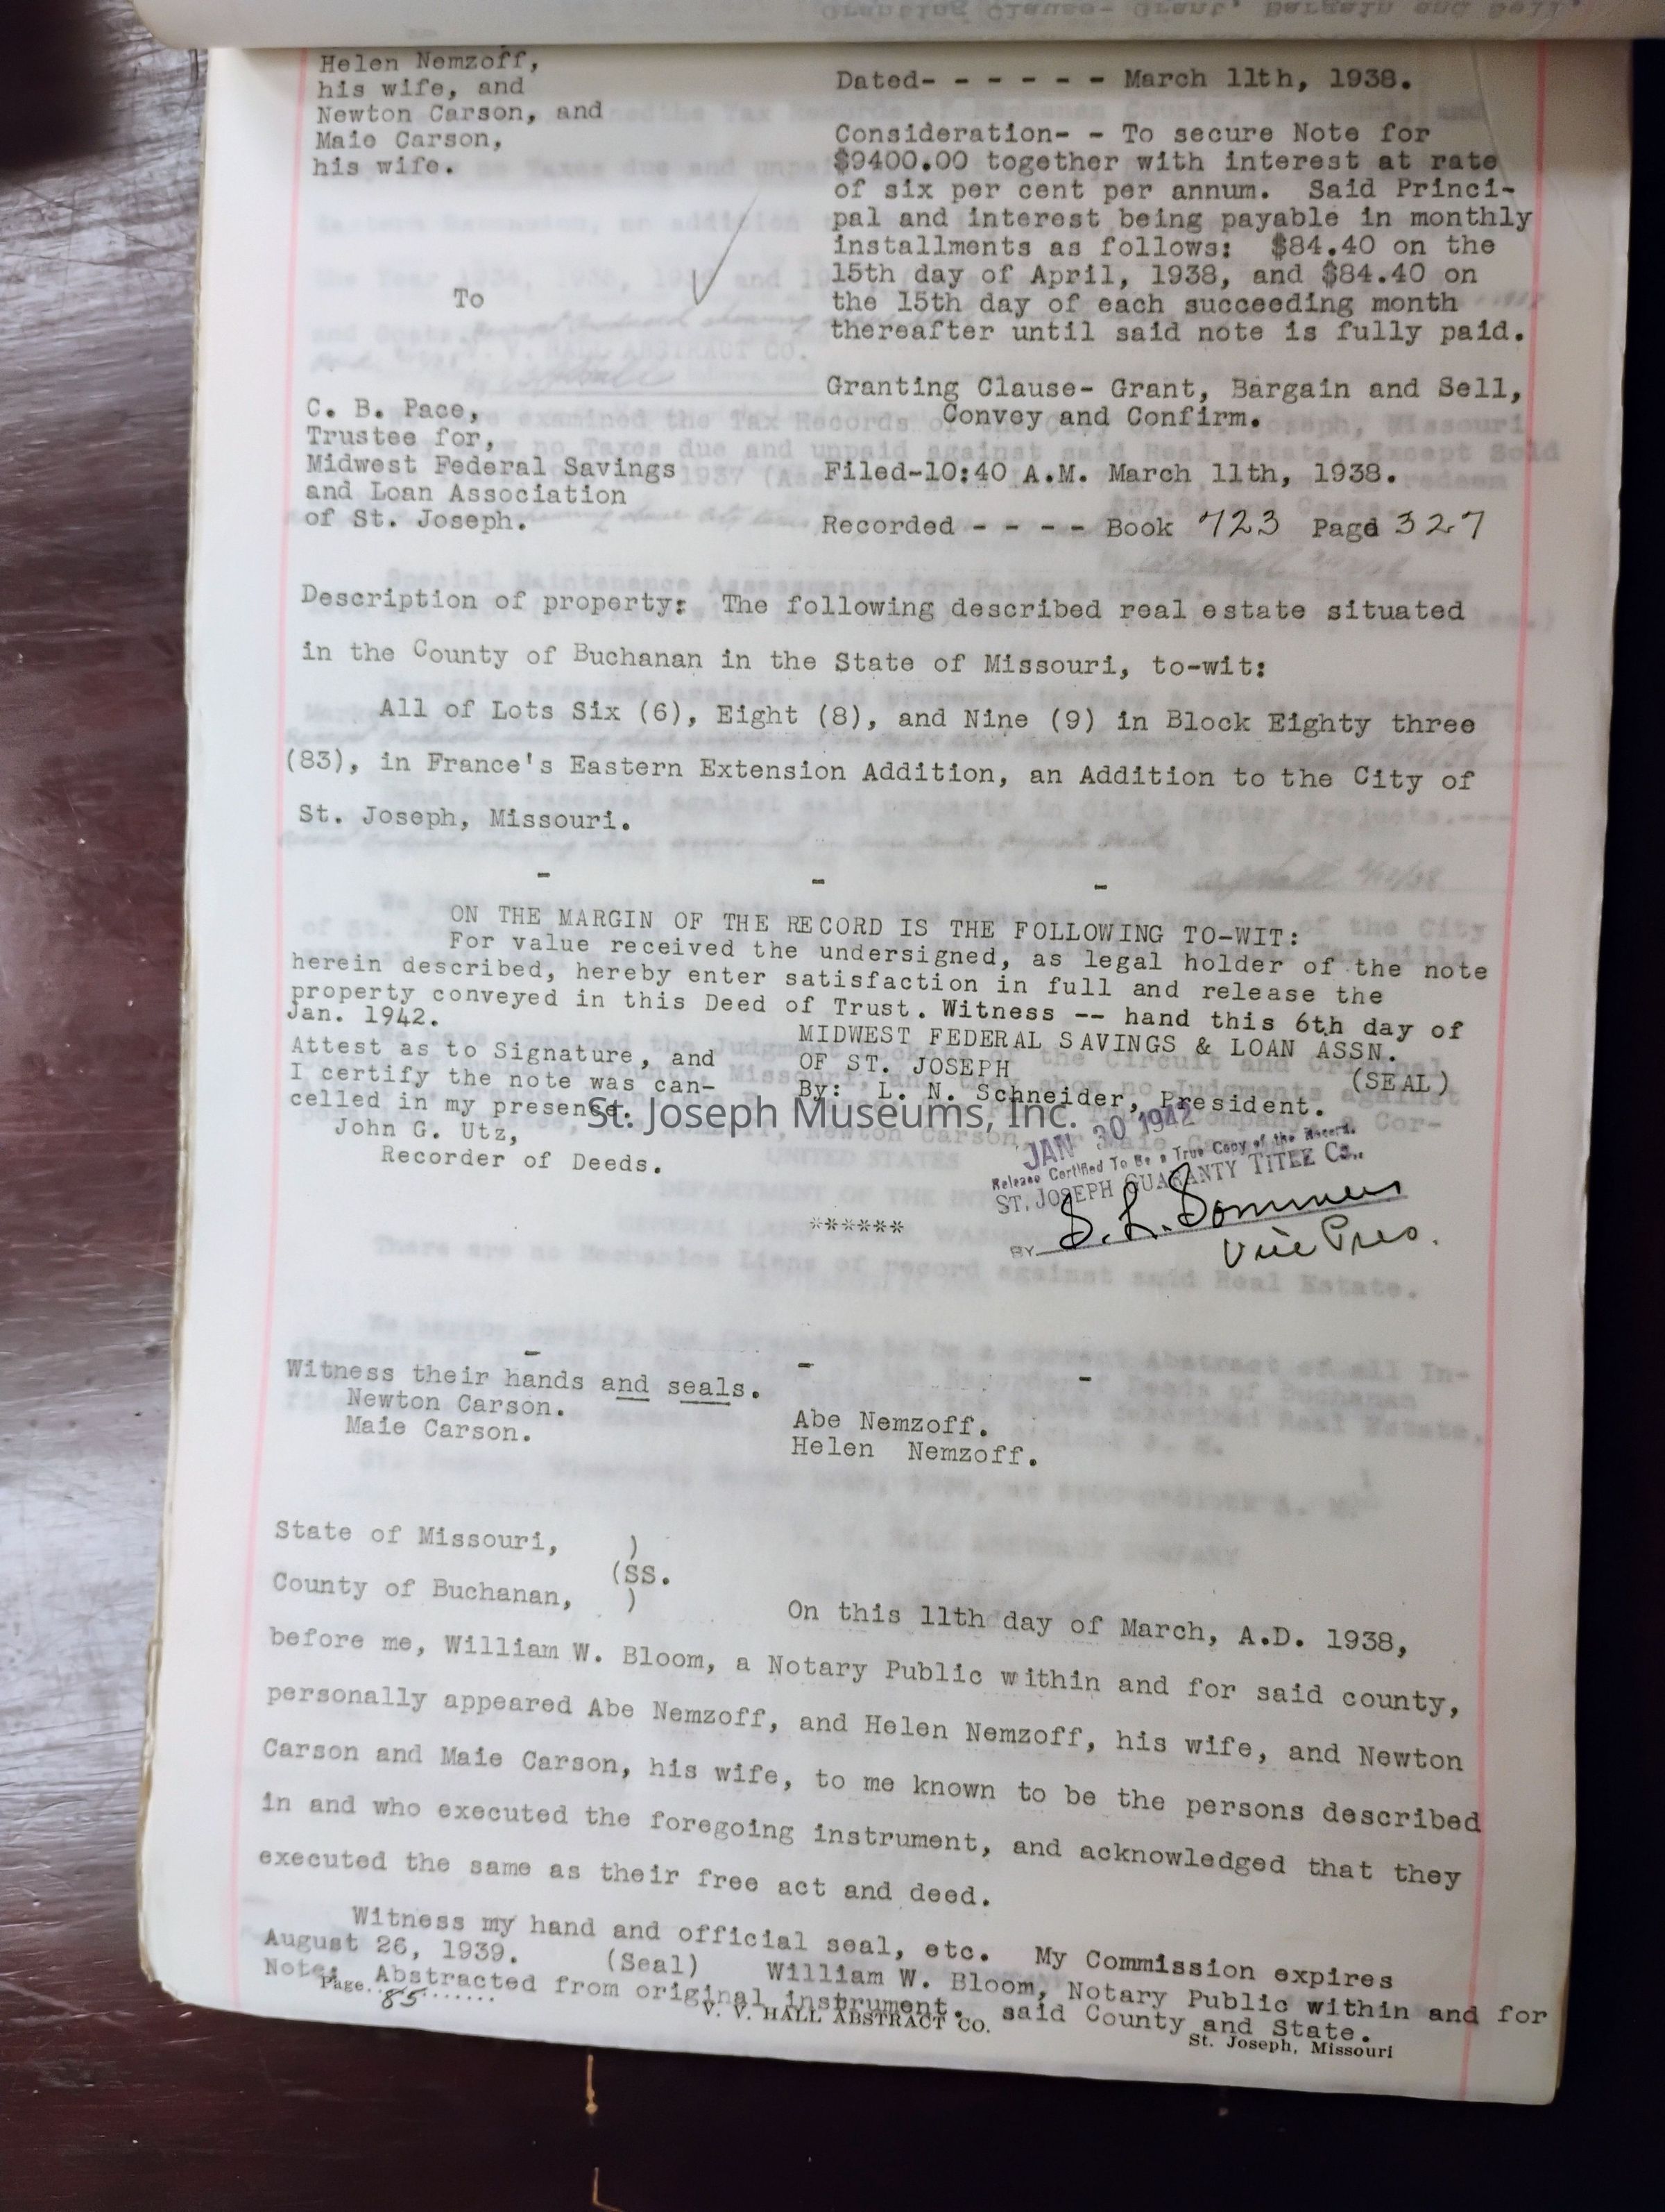 Helen Nemzoff,
his wife, and
Newton Carson, and
Maie Carson,
his wife.
To
C. B. Pace,
Trustee for,
Midwest Federal Savings
and Loan Association
of St. Joseph.
Dated- - - - - - - March 11th, 1938.
Consideration- - To secure Note for
$9400.00 together with interest at rate
of six per cent per annum. Said Princi-
pal and interest being payable in monthly
installments as follows: $84.40 on the
15th day of April, 1938, and $84.40 on
the 15th day of each succeeding month
thereafter until said note is fully paid.
Granting Clause- Grant, Bargain and Sell,
Convey and Confirm.
Filed-10:40 A.M. March 11th, 1938.
Recorded - - - - Book 723 Page 327
Description of property: The following described real estate situated
in the County of Buchanan in the State of Missouri, to-wit:
All of Lots Six (6), Eight (8), and Nine (9) in Block Eighty three
(83), in France's Eastern Extension Addition, an Addition to the City of
St. Joseph, Missouri.
- - -
ON THE MARGIN OF THE RECORD IS THE FOLLOWING TO-WIT:
For value received the undersigned, as legal holder of the note
herein described, hereby enter satisfaction in full and release the
property conveyed in this Deed of Trust. Witness -- hand this 6th day of
Jan. 1942.
MIDWEST FEDERAL SAVINGS & LOAN ASSN.
OF ST. JOSEPH (SEAL)
By: L. N. Schneider, President.
Attest as to Signature, and
I certify the note was can-
celled in my presence.
John G. Utz,
Recorder of Deeds.
St. Joseph Museums, Inc.
JAN 30 1942
Release Certified To Be a True Copy of the Record.
ST. JOSEPH GUARANTY TITLE Co.,
BY S. L. Sommers
Vice Pres.
******
- - -
Witness their hands and seals.
Newton Carson.
Maie Carson.
Abe Nemzoff.
Helen Nemzoff.
State of Missouri, )
(SS.
County of Buchanan, )
On this 11th day of March, A.D. 1938,
before me, William W. Bloom, a Notary Public within and for said county,
personally appeared Abe Nemzoff, and Helen Nemzoff, his wife, and Newton
Carson and Maie Carson, his wife, to me known to be the persons described
in and who executed the foregoing instrument, and acknowledged that they
executed the same as their free act and deed.
Witness my hand and official seal, etc. My Commission expires
August 26, 1939. (Seal) William W. Bloom, Notary Public within and for
Note: Abstracted from original instrument. said County and State.
Page 85
V. V. HALL ABSTRACT CO.
St. Joseph, Missouri